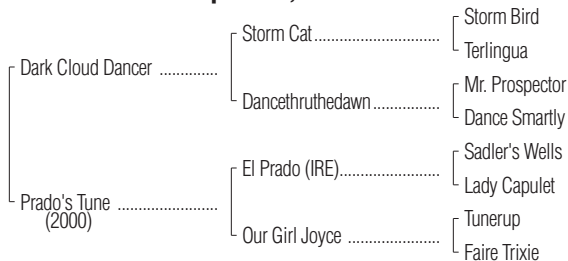 Storm Bird
Storm Cat....................................
Terlingua
Dark Cloud Dancer ..............
Mr. Prospector
Dancethruthedawn...................
Dance Smartly
Sadler's Wells
El Prado (IRE)............................
Lady Capulet
Prado's Tune ........................
(2000)
Tunerup
Our Girl Joyce ..........................
Faire Trixie